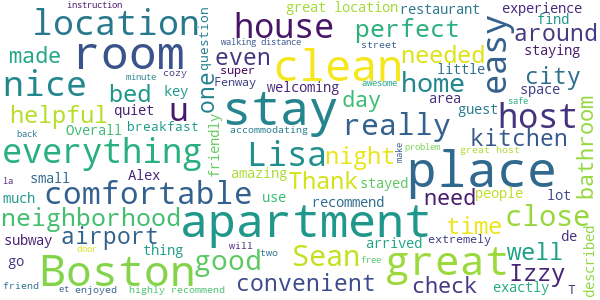 instruction
great location
restaurant
experience
location
house
perfect
find
around
made
room
walking distance
street
staying
question
even
clean
needed
easy
minute
cozy
super
Fenway
awesome
little
city
nice
bed
key
one
welcoming
home
space
helpful
u
stay
day
area
guest
safe
host
quiet
Overall
breakfast
friendly
accommodating
really
kitchen
bathroom
back
everything
Lisa
night
make
problem
great host
place
la
small
Alex
amazing
Thank
stayed
need
people
much
comfortable
use
recommend
lot
neighborhood
apartment
time
close
subway
airport
thing
arrived
extremely
de
described
go
Boston
good
will
two
Sean
great
well
door
free
convenient
check
Izzy
friend
et
enjoyed
highly recommend
exactly
T